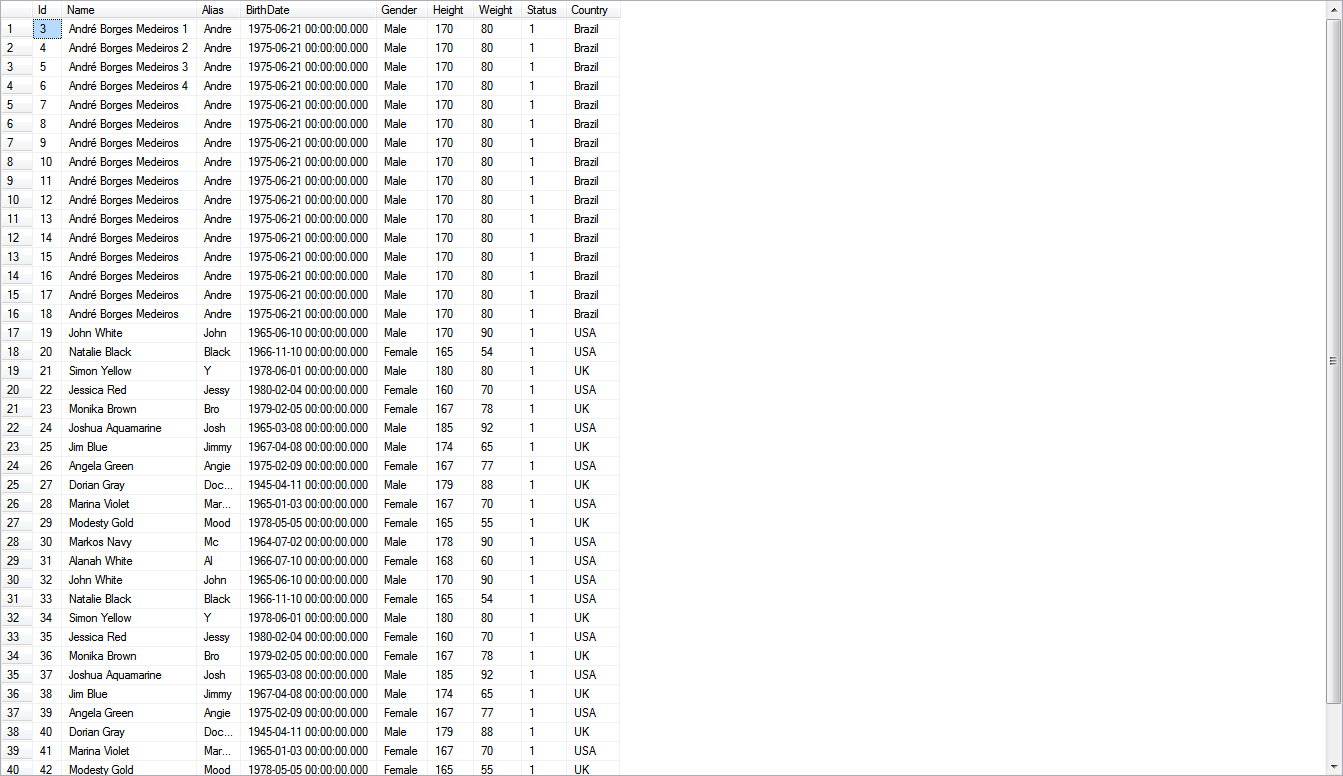 Id Name Alias BirthDate Gender Height Weight Status Country
1 3 André Borges Medeiros 1 Andre 1975-06-21 00:00:00.000 Male 170 80 1 Brazil
2 4 André Borges Medeiros 2 Andre 1975-06-21 00:00:00.000 Male 170 80 1 Brazil
3 5 André Borges Medeiros 3 Andre 1975-06-21 00:00:00.000 Male 170 80 1 Brazil
4 6 André Borges Medeiros 4 Andre 1975-06-21 00:00:00.000 Male 170 80 1 Brazil
5 7 André Borges Medeiros Andre 1975-06-21 00:00:00.000 Male 170 80 1 Brazil
6 8 André Borges Medeiros Andre 1975-06-21 00:00:00.000 Male 170 80 1 Brazil
7 9 André Borges Medeiros Andre 1975-06-21 00:00:00.000 Male 170 80 1 Brazil
8 10 André Borges Medeiros Andre 1975-06-21 00:00:00.000 Male 170 80 1 Brazil
9 11 André Borges Medeiros Andre 1975-06-21 00:00:00.000 Male 170 80 1 Brazil
10 12 André Borges Medeiros Andre 1975-06-21 00:00:00.000 Male 170 80 1 Brazil
11 13 André Borges Medeiros Andre 1975-06-21 00:00:00.000 Male 170 80 1 Brazil
12 14 André Borges Medeiros Andre 1975-06-21 00:00:00.000 Male 170 80 1 Brazil
13 15 André Borges Medeiros Andre 1975-06-21 00:00:00.000 Male 170 80 1 Brazil
14 16 André Borges Medeiros Andre 1975-06-21 00:00:00.000 Male 170 80 1 Brazil
15 17 André Borges Medeiros Andre 1975-06-21 00:00:00.000 Male 170 80 1 Brazil
16 18 André Borges Medeiros Andre 1975-06-21 00:00:00.000 Male 170 80 1 Brazil
17 19 John White John 1965-06-10 00:00:00.000 Male 170 90 1 USA
18 20 Natalie Black Black 1966-11-10 00:00:00.000 Female 165 54 1 USA
19 21 Simon Yellow Y 1978-06-01 00:00:00.000 Male 180 80 1 UK
20 22 Jessica Red Jessy 1980-02-04 00:00:00.000 Female 160 70 1 USA
21 23 Monika Brown Bro 1979-02-05 00:00:00.000 Female 167 78 1 UK
22 24 Joshua Aquamarine Josh 1965-03-08 00:00:00.000 Male 185 92 1 USA
23 25 Jim Blue Jimmy 1967-04-08 00:00:00.000 Male 174 65 1 UK
24 26 Angela Green Angie 1975-02-09 00:00:00.000 Female 167 77 1 USA
25 27 Dorian Gray Doc... 1945-04-11 00:00:00.000 Male 179 88 1 UK
26 28 Marina Violet Mar... 1965-01-03 00:00:00.000 Female 167 70 1 USA
27 29 Modesty Gold Mood 1978-05-05 00:00:00.000 Female 165 55 1 UK
28 30 Markos Navy Mc 1964-07-02 00:00:00.000 Male 178 90 1 USA
29 31 Alanah White Al 1966-07-10 00:00:00.000 Female 168 60 1 USA
30 32 John White John 1965-06-10 00:00:00.000 Male 170 90 1 USA
31 33 Natalie Black Black 1966-11-10 00:00:00.000 Female 165 54 1 USA
32 34 Simon Yellow Y 1978-06-01 00:00:00.000 Male 180 80 1 UK
33 35 Jessica Red Jessy 1980-02-04 00:00:00.000 Female 160 70 1 USA
34 36 Monika Brown Bro 1979-02-05 00:00:00.000 Female 167 78 1 UK
35 37 Joshua Aquamarine Josh 1965-03-08 00:00:00.000 Male 185 92 1 USA
36 38 Jim Blue Jimmy 1967-04-08 00:00:00.000 Male 174 65 1 UK
37 39 Angela Green Angie 1975-02-09 00:00:00.000 Female 167 77 1 USA
38 40 Dorian Gray Doc... 1945-04-11 00:00:00.000 Male 179 88 1 UK
39 41 Marina Violet Mar... 1965-01-03 00:00:00.000 Female 167 70 1 USA
40 42 Modesty Gold Mood 1978-05-05 00:00:00.000 Female 165 55 1 UK